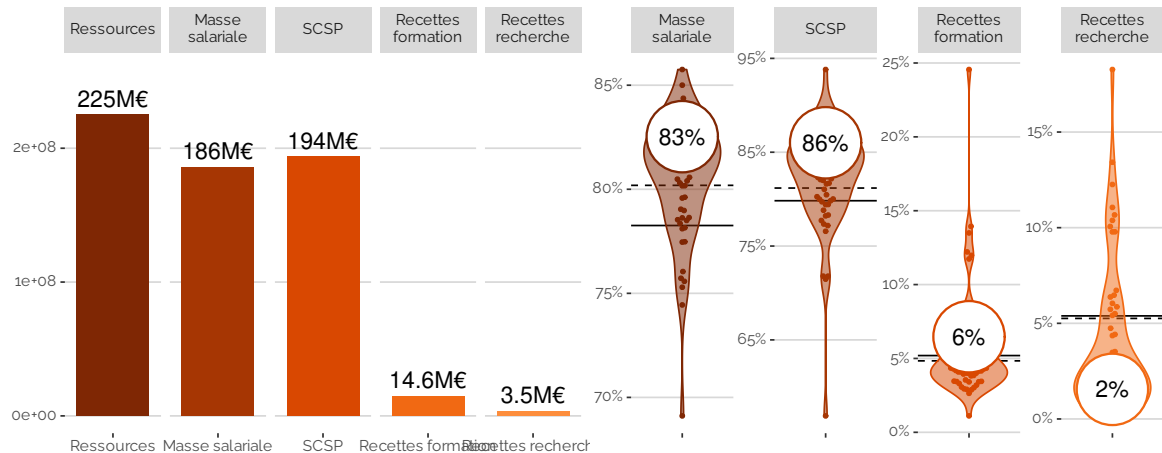 Ressources
Masse
salariale
SCSP
Recettes
formation
Recettes
recherche
2e+08
1e+08
0e+00
225M€
186M€
194M€
14.6M€
3.5M€
Ressources
Masse salariale
SCSP
Recettes formation
Recettes recherch
Masse
salariale
85%
80%
75%
70%
83%
SCSP
95%
85%
75%
65%
86%
Recettes
formation
25%
20%
15%
10%
5%
0%
6%
Recettes
recherche
15%
10%
5%
0%
2%